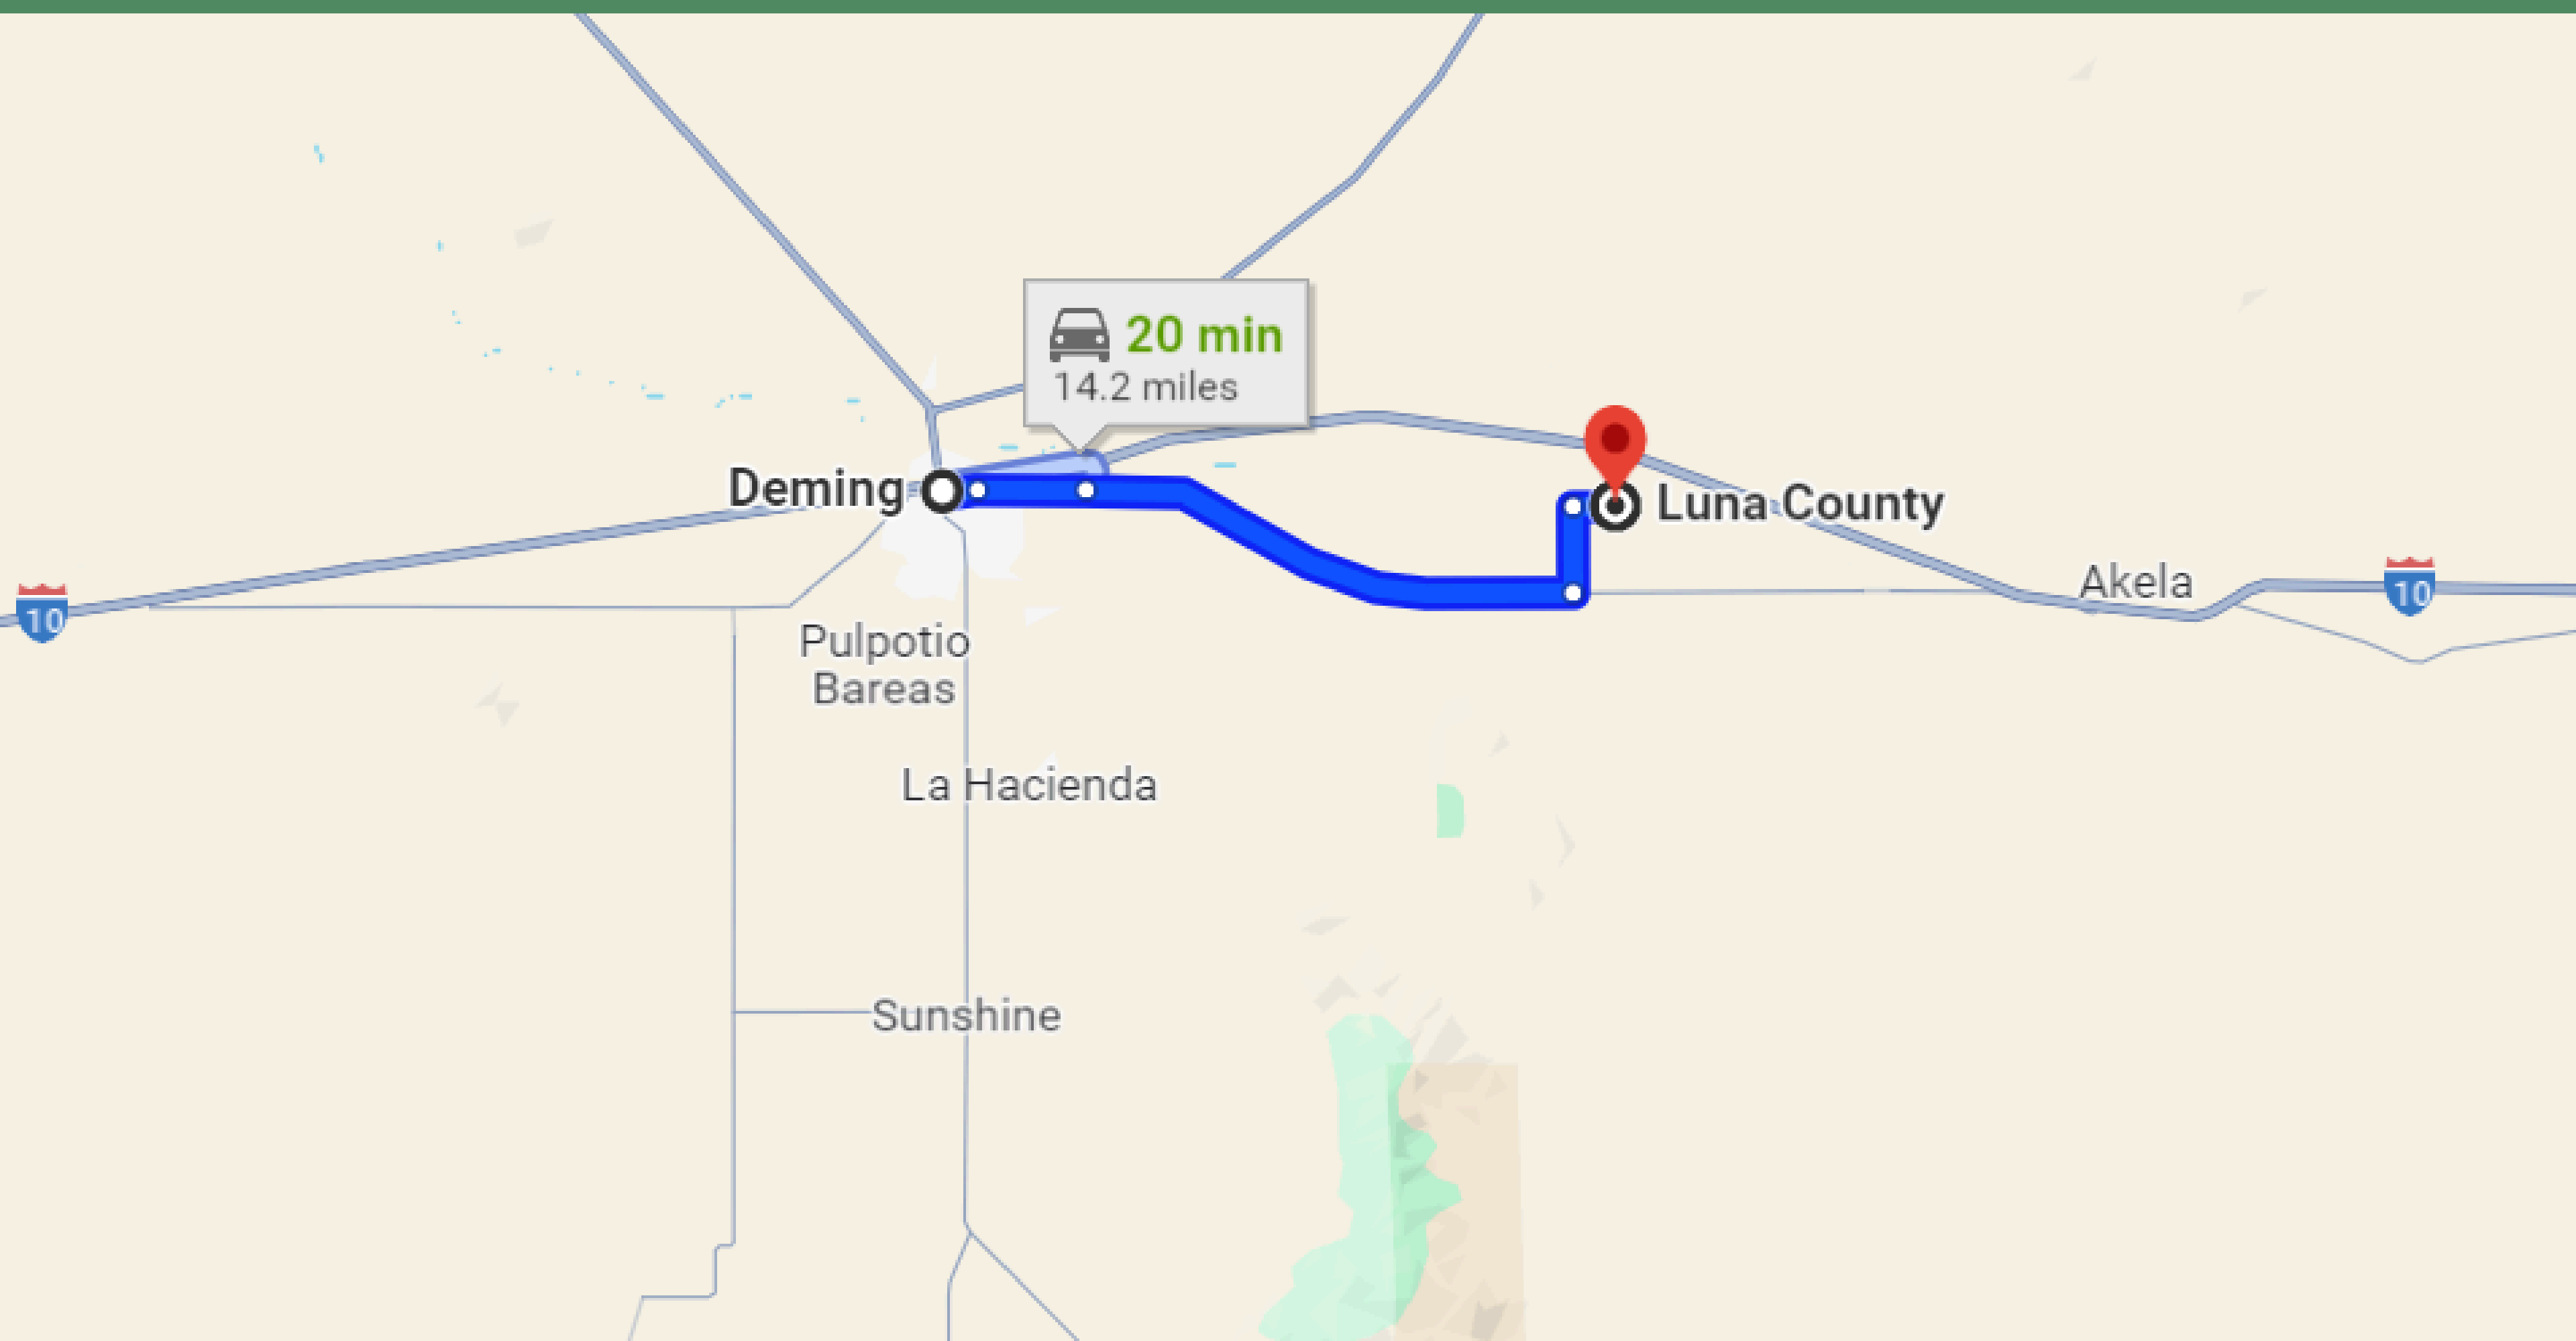 20 min
14.2 miles
Deming
Luna County
Akela
10
10
Pulpotio
Bareas
La Hacienda
Sunshine